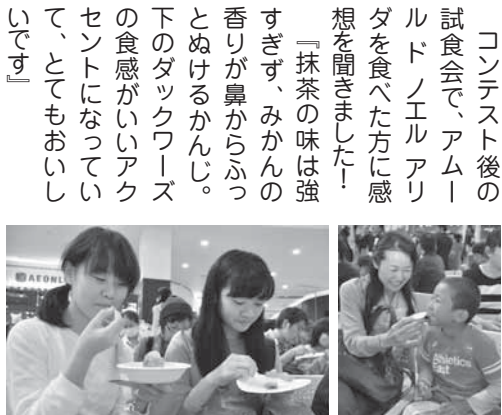 コンテスト後の
試食会で、アムー
ル ド ノエル アリ
ダを食べた方に感
想を聞きました！
『抹茶の味は強
すぎず、みかんの
香りが鼻からふっ
とぬけるかんじ。
下のダックワーズ
の食感がいいアク
セントになってい
て、とてもおいし
いです』
AEON
Athletics
East